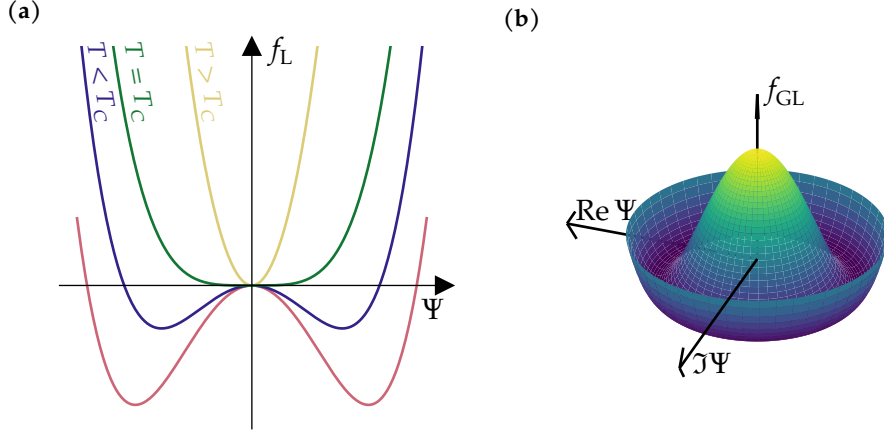 (a)
(b)
T < T_C
T = T_C
T > T_C
f_L
Ψ
f_GL
Re Ψ
ℑΨ